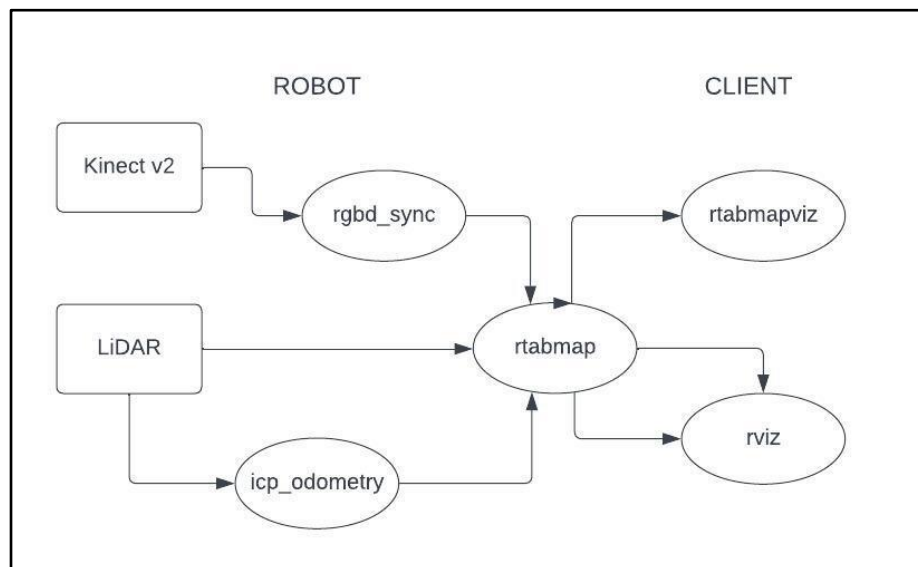 ROBOT
CLIENT
Kinect v2
rgbd_sync
rtabmapviz
LiDAR
rtabmap
icp_odometry
rviz